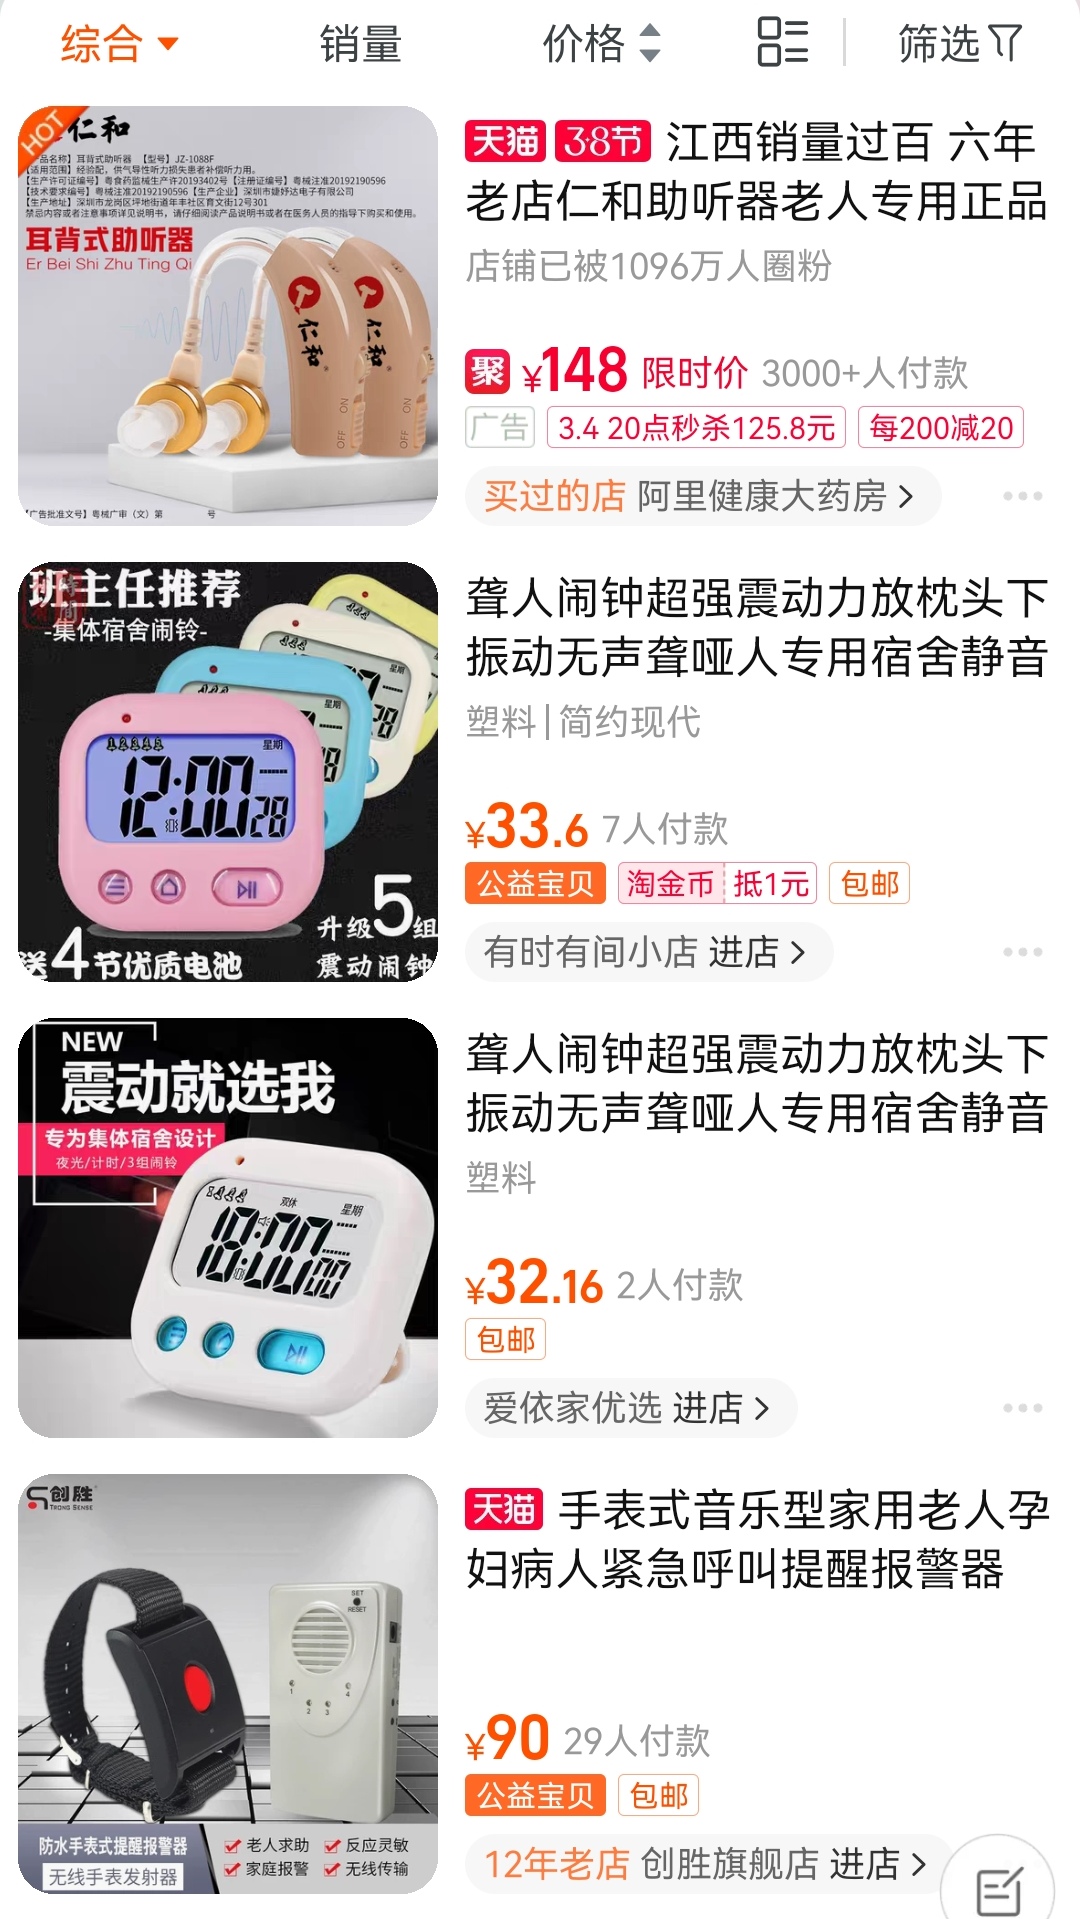 综合
销量
价格
筛选
HOT
仁和
品名称】耳背式助听器 【型号】JZ-1088F
【适用范围】经验配，供气导性听力损失患者补偿听力用。
【生产许可证编号】粤食药监械生产许20193402号【注册证编号】粤械注准20192190596
【技术要求编号】粤械注准20192190596【生产企业】深圳市婕妤达电子有限公司
【生产地址】深圳市龙岗区坪地街道年丰社区育文街12号301
禁忌内容或者注意事项详见说明书，请仔细阅读产品说明书或者在医务人员的指导下购买和使用。
耳背式助听器
Er Bei Shi Zhu Ting Qi
仁和
仁和
ON
OFF
ON
OFF
广告批准文号】粤械广审（文）第 号
天猫 38节 江西销量过百 六年
老店仁和助听器老人专用正品
店铺已被1096万人圈粉
聚 ¥148 限时价 3000+人付款
广告 3.4 20点秒杀125.8元 每200减20
买过的店 阿里健康大药房
班主任推荐
-集体宿舍闹铃-
星期
12:00 28
升级5组
震动闹钟
送4节优质电池
聋人闹钟超强震动力放枕头下
振动无声聋哑人专用宿舍静音
塑料|简约现代
¥33.6 7人付款
公益宝贝 淘金币 抵1元 包邮
有时有间小店 进店
NEW
震动就选我
专为集体宿舍设计
夜光/计时/3组闹铃
双休 星期
18:00 00
聋人闹钟超强震动力放枕头下
振动无声聋哑人专用宿舍静音
塑料
¥32.16 2人付款
包邮
爱依家优选 进店
创胜
TRONG SENSE
SET
RESET
1
2
3
4
防水手表式提醒报警器
无线手表发射器
老人求助 反应灵敏
家庭报警 无线传输
天猫 手表式音乐型家用老人孕
妇病人紧急呼叫提醒报警器
¥90 29人付款
公益宝贝 包邮
12年老店 创胜旗舰店 进店